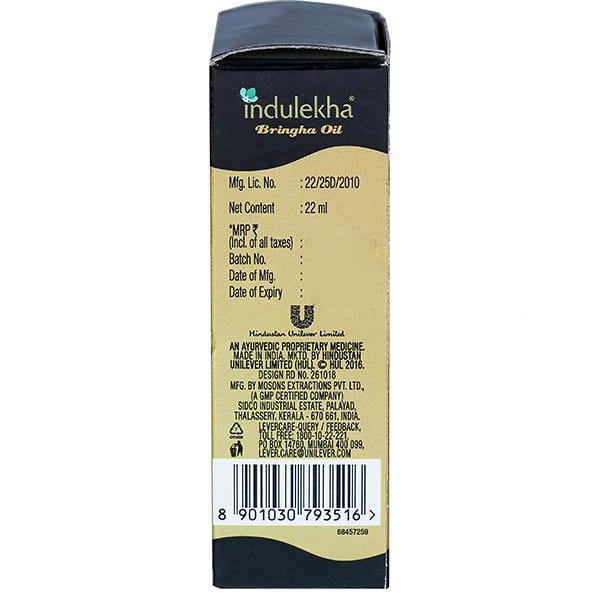 indulekha®
Bringha Oil
Mfg. Lic. No. : 22/25D/2010
Net Content : 22 ml
*MRP ₹
(Incl. of all taxes) :
Batch No. :
Date of Mfg. :
Date of Expiry :
Hindustan Unilever Limited
AN AYURVEDIC PROPRIETARY MEDICINE.
MADE IN INDIA. MKTD. BY HINDUSTAN
UNILEVER LIMITED (HUL). © HUL 2016.
DESIGN RD NO. 261018
MFG. BY MOSONS EXTRACTIONS PVT. LTD.,
(A GMP CERTIFIED COMPANY)
SIDCO INDUSTRIAL ESTATE, PALAYAD,
THALASSERY, KERALA - 670 661, INDIA.
LEVERCARE-QUERY / FEEDBACK,
TOLL FREE: 1800-10-22-221,
PO BOX 14760, MUMBAI 400 099,
LEVER.CARE@UNILEVER.COM
8 901030 793516 >
68457259